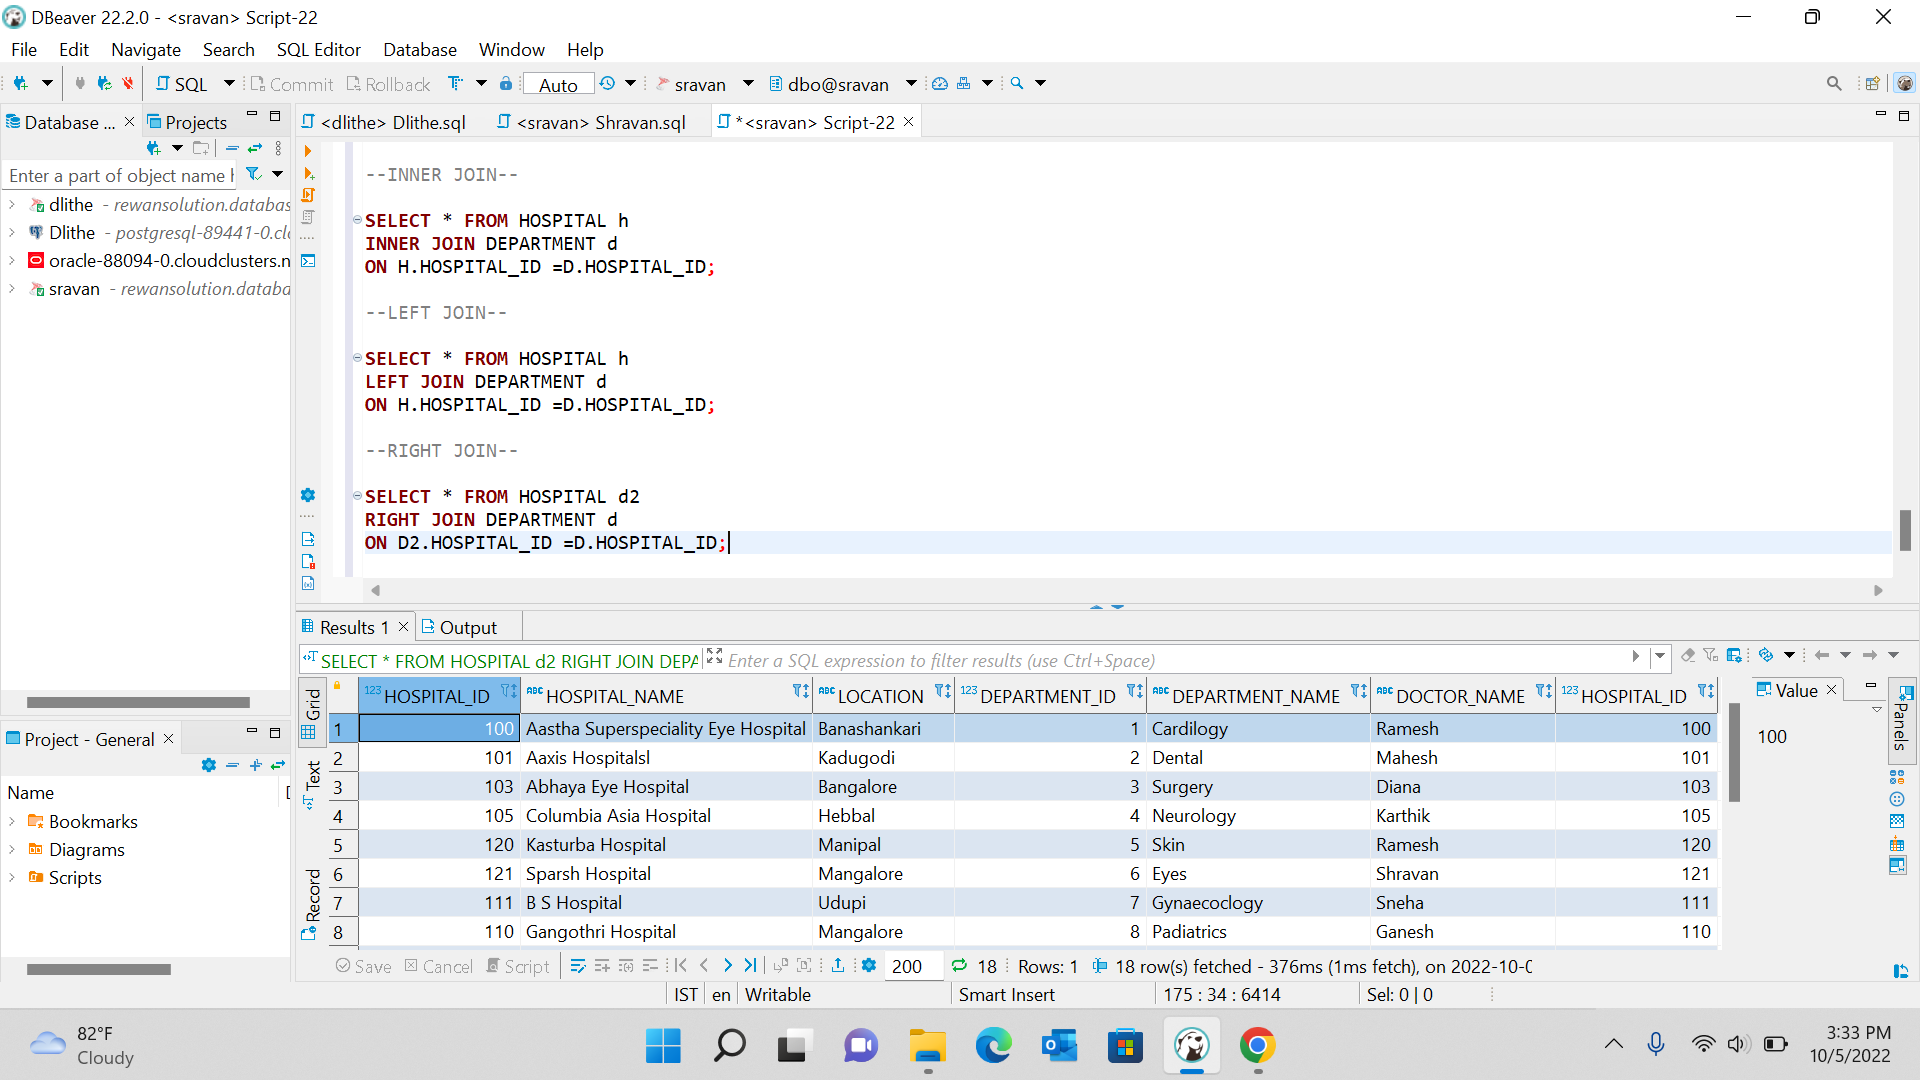 DBeaver 22.2.0 - <sravan> Script-22
File Edit Navigate Search SQL Editor Database Window Help
SQL Commit Rollback Auto sravan dbo@sravan
Database ... Projects
<dlithe> Dlithe.sql <sravan> Shravan.sql *<sravan> Script-22
Enter a part of object name h
dlithe - rewansolution.databas
Dlithe - postgresql-89441-0.clo
oracle-88094-0.cloudclusters.n
sravan - rewansolution.databa
--INNER JOIN--
SELECT * FROM HOSPITAL h
INNER JOIN DEPARTMENT d
ON H.HOSPITAL_ID =D.HOSPITAL_ID;
--LEFT JOIN--
SELECT * FROM HOSPITAL h
LEFT JOIN DEPARTMENT d
ON H.HOSPITAL_ID =D.HOSPITAL_ID;
--RIGHT JOIN--
SELECT * FROM HOSPITAL d2
RIGHT JOIN DEPARTMENT d
ON D2.HOSPITAL_ID =D.HOSPITAL_ID;
Results 1 Output
SELECT * FROM HOSPITAL d2 RIGHT JOIN DEPA Enter a SQL expression to filter results (use Ctrl+Space)
Grid
Text
Record
123 HOSPITAL_ID ABC HOSPITAL_NAME ABC LOCATION 123 DEPARTMENT_ID ABC DEPARTMENT_NAME ABC DOCTOR_NAME 123 HOSPITAL_ID
1 100 Aastha Superspeciality Eye Hospital Banashankari 1 Cardilogy Ramesh 100
2 101 Aaxis Hospitalsl Kadugodi 2 Dental Mahesh 101
3 103 Abhaya Eye Hospital Bangalore 3 Surgery Diana 103
4 105 Columbia Asia Hospital Hebbal 4 Neurology Karthik 105
5 120 Kasturba Hospital Manipal 5 Skin Ramesh 120
6 121 Sparsh Hospital Mangalore 6 Eyes Shravan 121
7 111 B S Hospital Udupi 7 Gynaecoclogy Sneha 111
8 110 Gangothri Hospital Mangalore 8 Padiatrics Ganesh 110
Value
100
Panels
Project - General
Name D
Bookmarks
Diagrams
Scripts
Save Cancel Script 200 18 Rows: 1 18 row(s) fetched - 376ms (1ms fetch), on 2022-10-0
IST en Writable Smart Insert 175 : 34 : 6414 Sel: 0 | 0
82°F
Cloudy
3:33 PM
10/5/2022